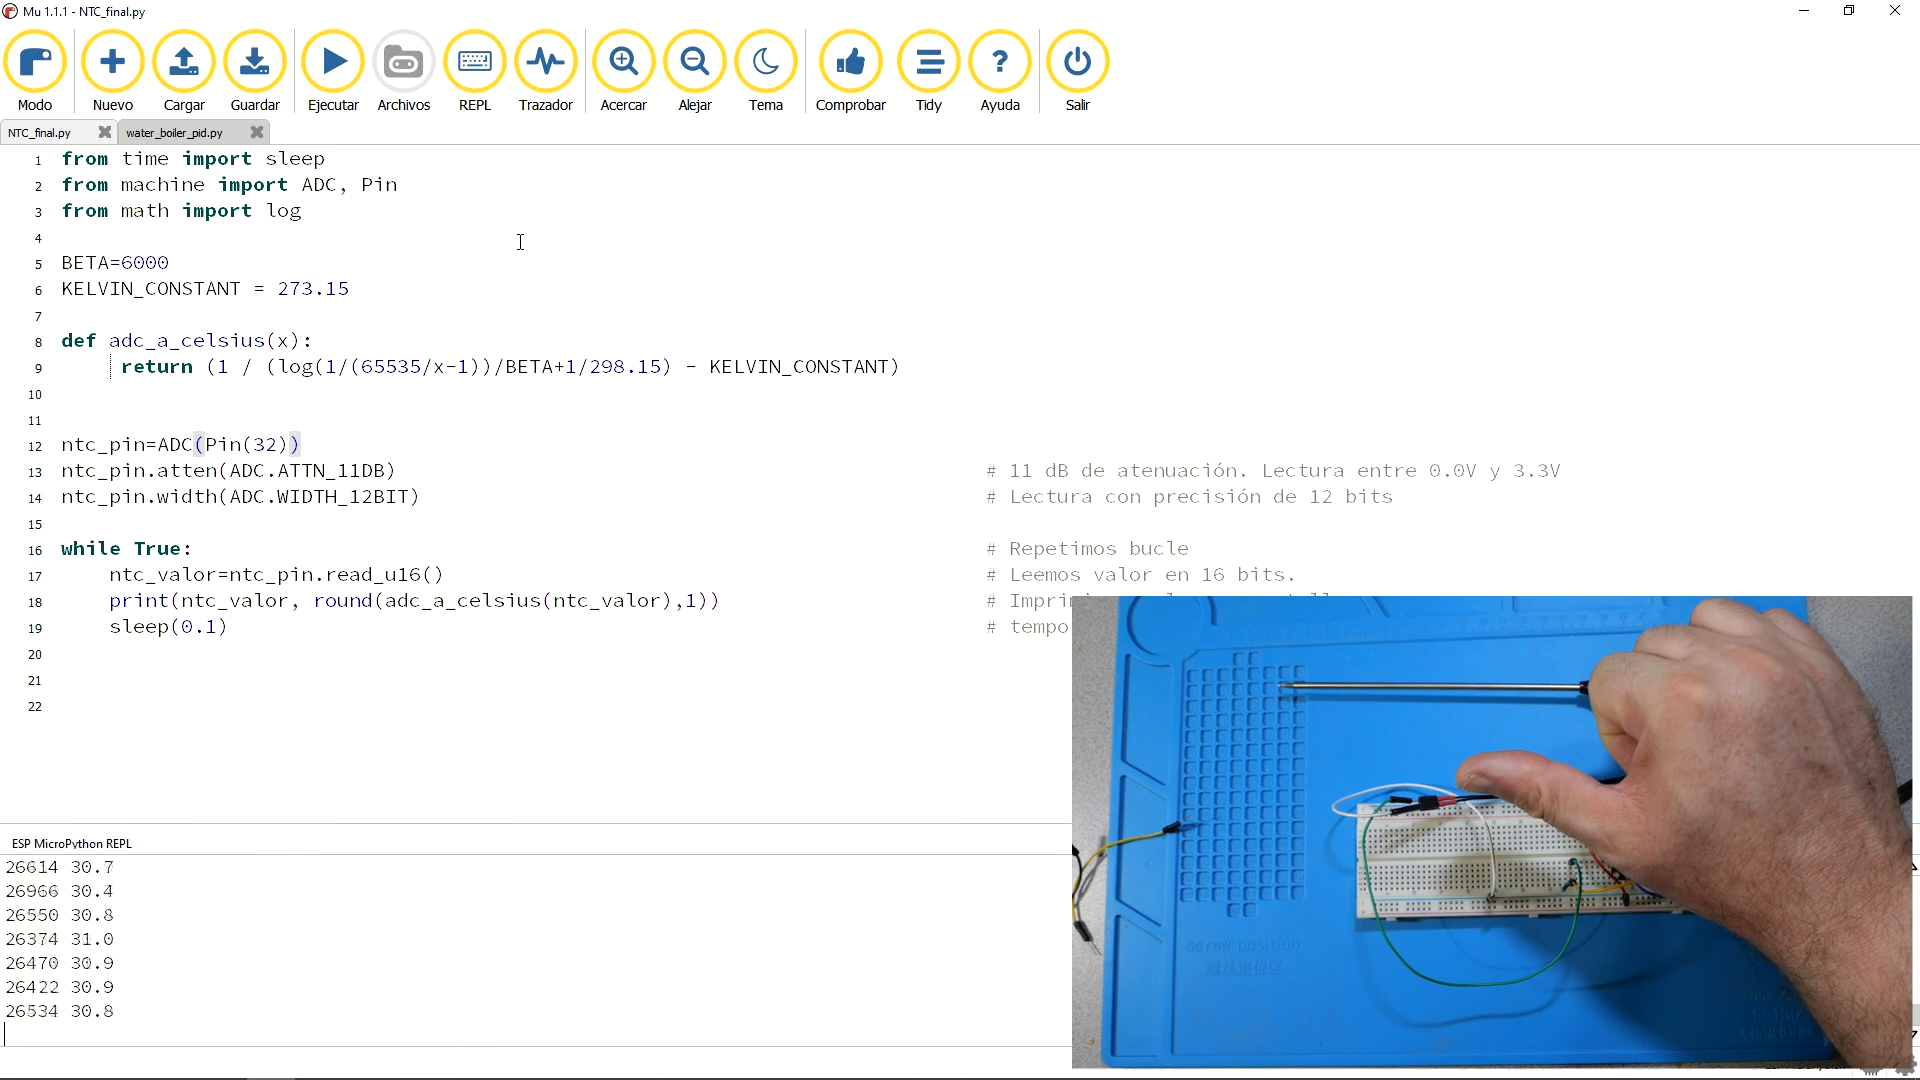 Mu 1.1.1 - NTC_final.py
Modo Nuevo Cargar Guardar Ejecutar Archivos REPL Trazador Acercar Alejar Tema Comprobar Tidy Ayuda Salir
NTC_final.py water_boiler_pid.py
1 from time import sleep
2 from machine import ADC, Pin
3 from math import log
4
5 BETA=6000
6 KELVIN_CONSTANT = 273.15
7
8 def adc_a_celsius(x):
9 return (1 / (log(1/(65535/x-1))/BETA+1/298.15) - KELVIN_CONSTANT)
10
11
12 ntc_pin=ADC(Pin(32))
13 ntc_pin.atten(ADC.ATTN_11DB) # 11 dB de atenuación. Lectura entre 0.0V y 3.3V
14 ntc_pin.width(ADC.WIDTH_12BIT) # Lectura con precisión de 12 bits
15
16 while True: # Repetimos bucle
17 ntc_valor=ntc_pin.read_u16() # Leemos valor en 16 bits.
18 print(ntc_valor, round(adc_a_celsius(ntc_valor),1)) #
19 sleep(0.1) # tempo
20
21
22
ESP MicroPython REPL
26614 30.7
26966 30.4
26550 30.8
26374 31.0
26470 30.9
26422 30.9
26534 30.8
screw position